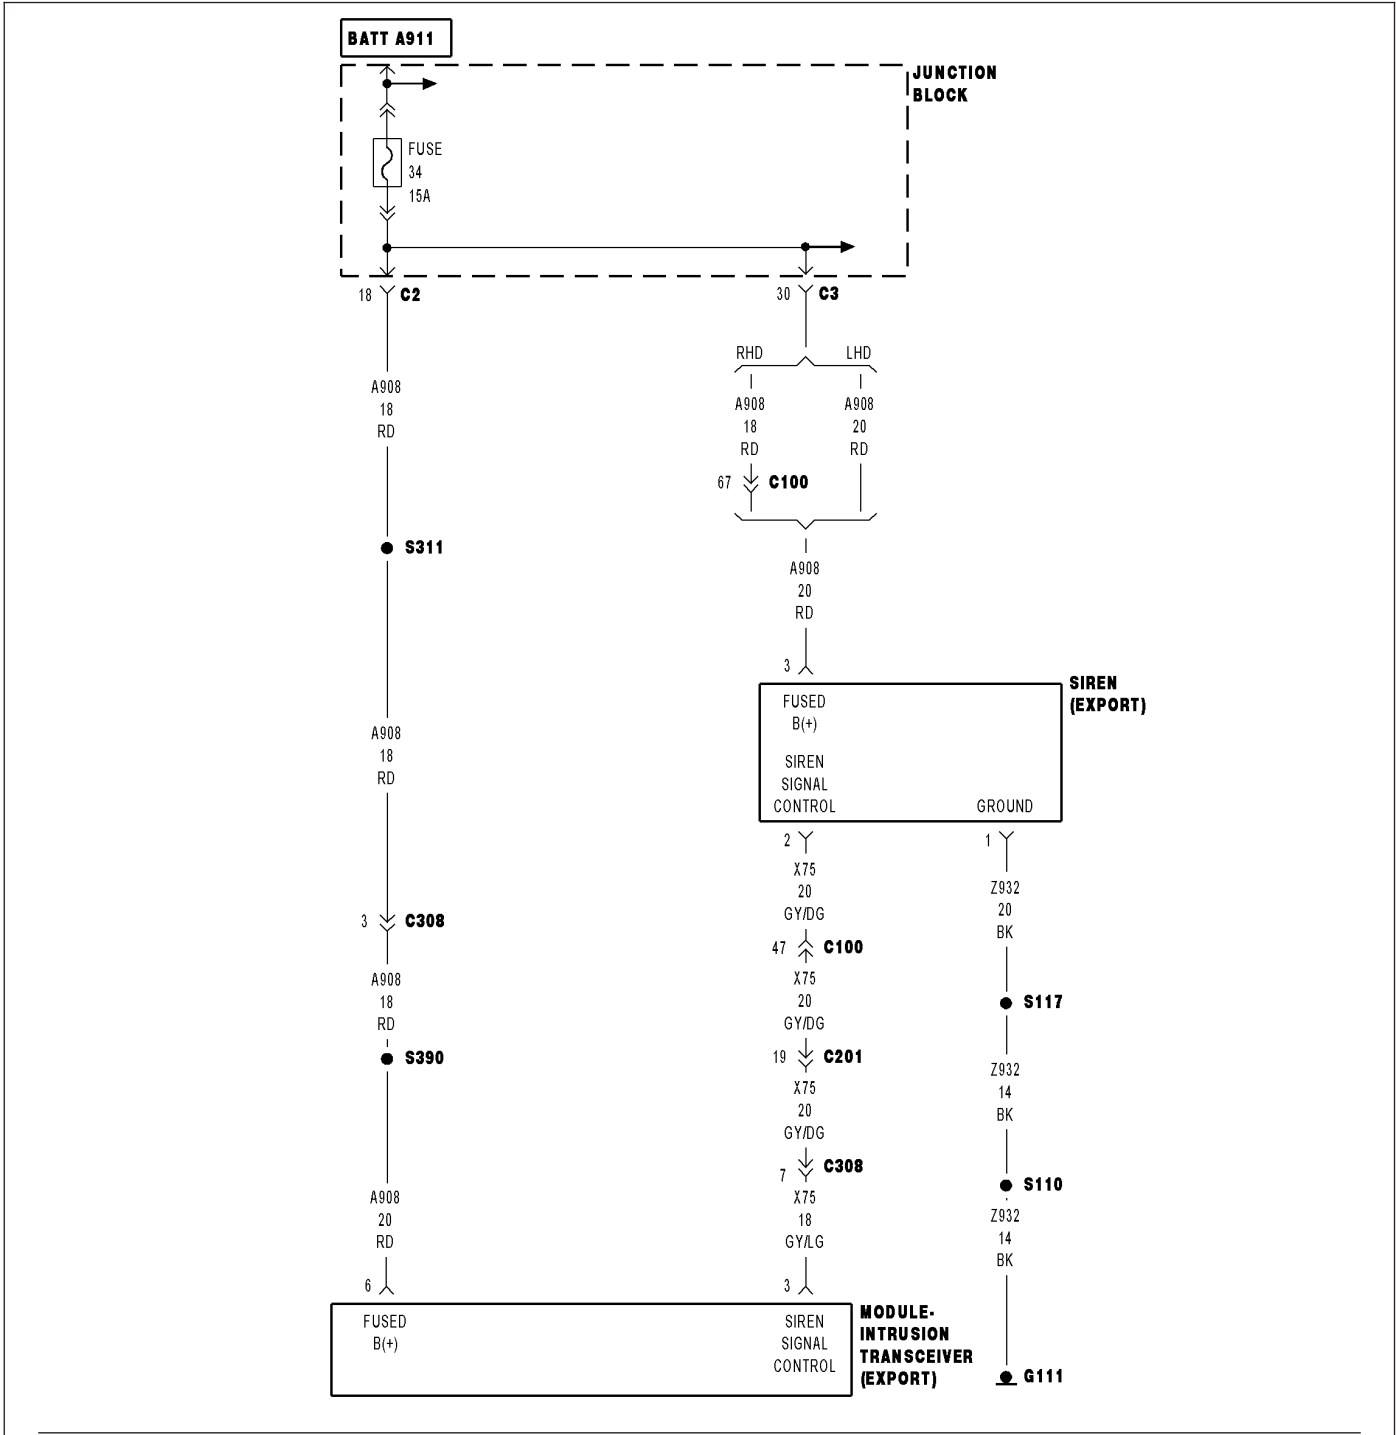 BATT A911
JUNCTION
BLOCK
FUSE
34
15A
18 C2
30 C3
RHD LHD
A908
18
RD
A908
18
RD
A908
20
RD
67 C100
S311
A908
20
RD
3
SIREN
(EXPORT)
FUSED
B(+)
SIREN
SIGNAL
CONTROL
GROUND
A908
18
RD
2
1
X75
20
GY/DG
Z932
20
BK
3 C308
47 C100
A908
18
RD
X75
20
GY/DG
S117
S390
19 C201
Z932
14
BK
X75
20
GY/DG
7 C308
S110
A908
20
RD
X75
18
GY/LG
Z932
14
BK
6
3
FUSED
B(+)
SIREN
SIGNAL
CONTROL
MODULE-
INTRUSION
TRANSCEIVER
(EXPORT)
G111